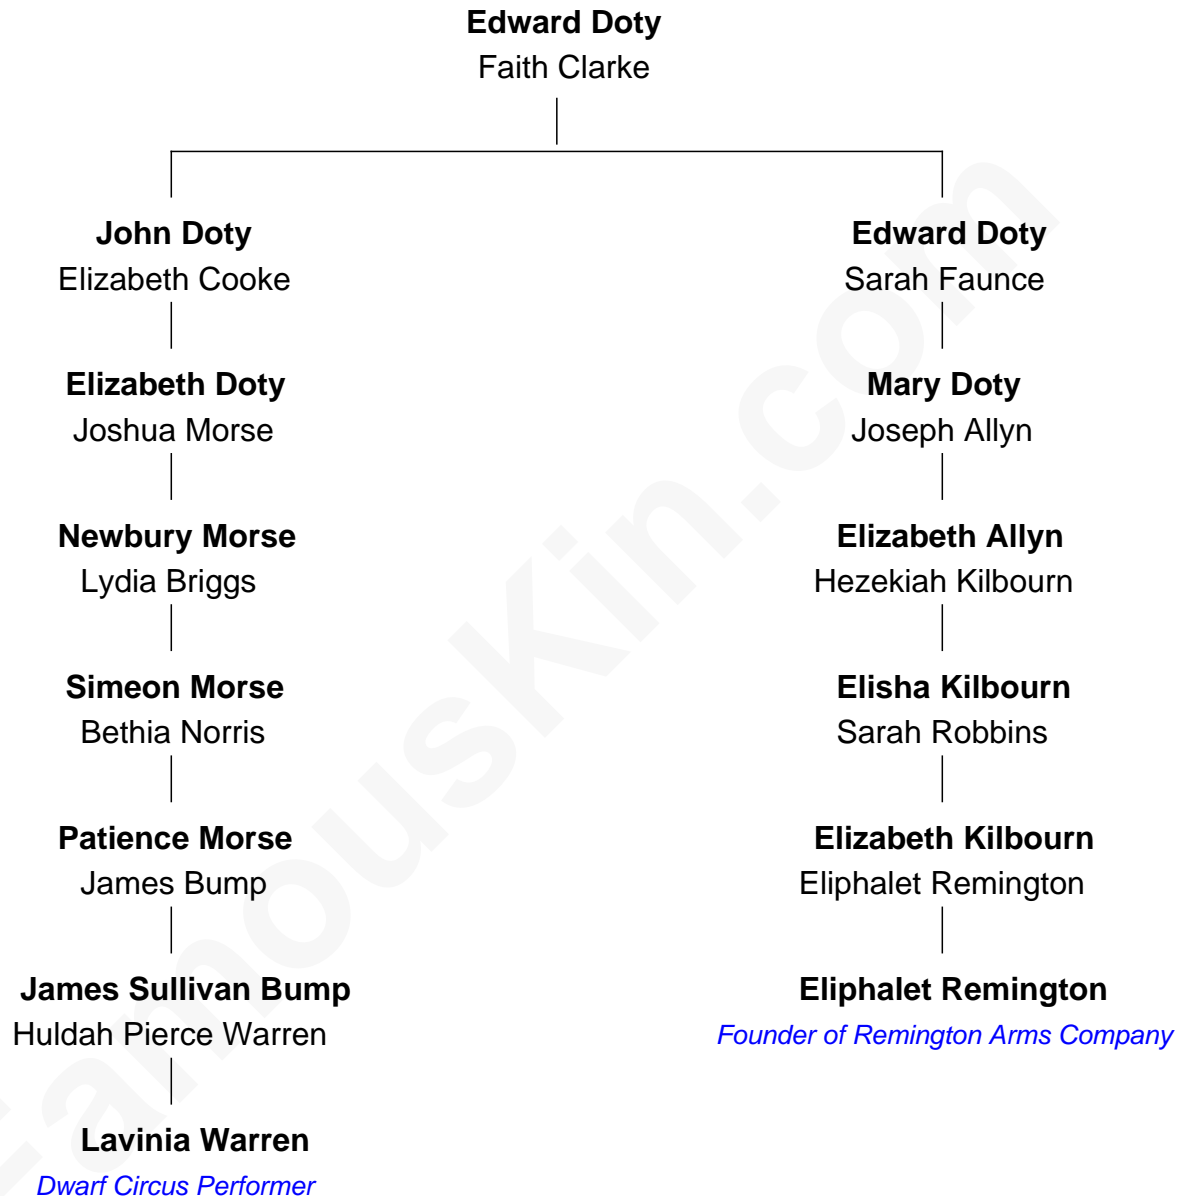 Edward Doty
Faith Clarke
John Doty
Elizabeth Cooke
Elizabeth Doty
Joshua Morse
Newbury Morse
Lydia Briggs
Simeon Morse
Bethia Norris
Patience Morse
James Bump
James Sullivan Bump
Huldah Pierce Warren
Lavinia Warren
Dwarf Circus Performer
Edward Doty
Sarah Faunce
Mary Doty
Joseph Allyn
Elizabeth Allyn
Hezekiah Kilbourn
Elisha Kilbourn
Sarah Robbins
Elizabeth Kilbourn
Eliphalet Remington
Eliphalet Remington
Founder of Remington Arms Company
FamousKin.com